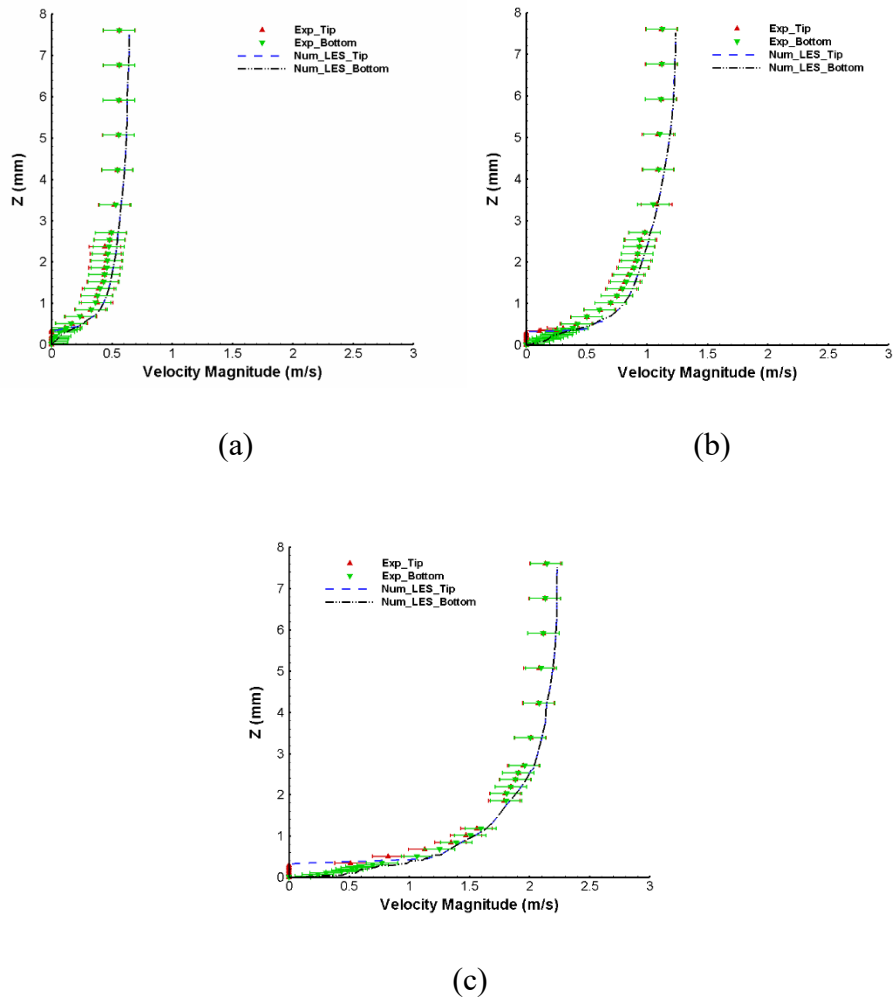 Exp_Tip
Exp_Bottom
Num_LES_Tip
Num_LES_Bottom
Z (mm)
8
7
6
5
4
3
2
1
0
0 0.5 1 1.5 2 2.5 3
Velocity Magnitude (m/s)
(a)
Exp_Tip
Exp_Bottom
Num_LES_Tip
Num_LES_Bottom
Z (mm)
8
7
6
5
4
3
2
1
0
0 0.5 1 1.5 2 2.5 3
Velocity Magnitude (m/s)
(b)
Exp_Tip
Exp_Bottom
Num_LES_Tip
Num_LES_Bottom
Z (mm)
8
7
6
5
4
3
2
1
0
0 0.5 1 1.5 2 2.5 3
Velocity Magnitude (m/s)
(c)